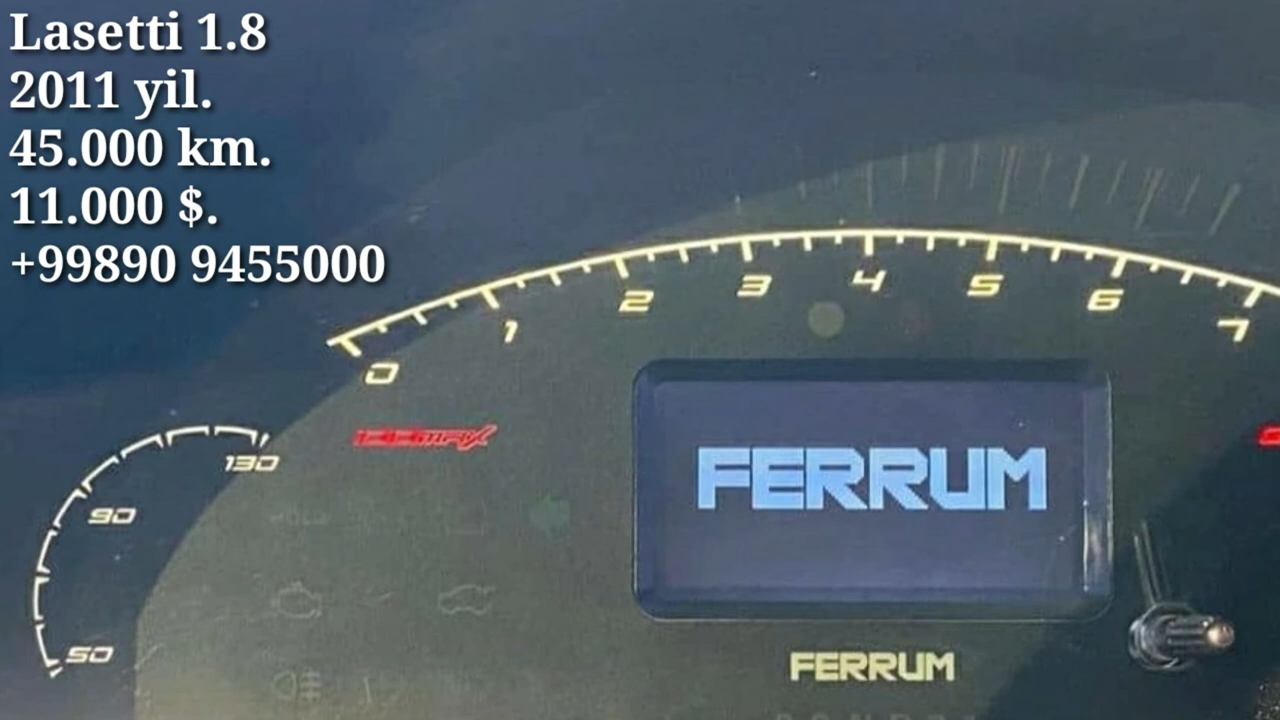 Lasetti 1.8
2011 yil.
45.000 km.
11.000 $.
+99890 9455000
0 1 2 3 4 5 6 7
50 90 130
FERRUM
FERRUM